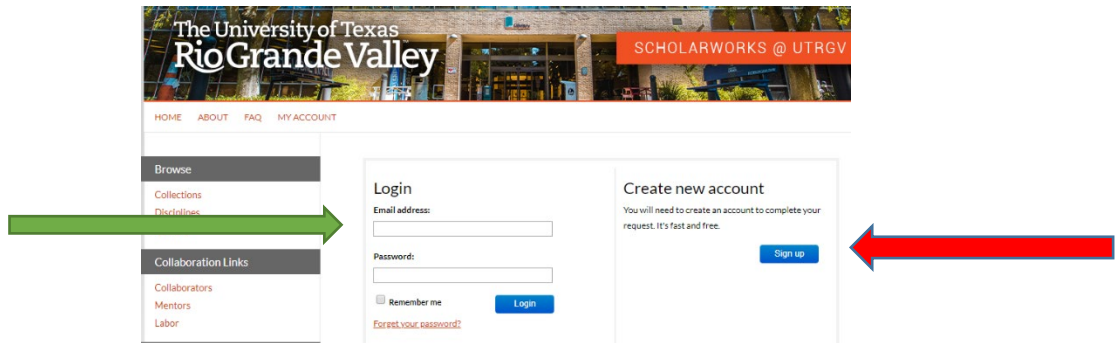 The University of Texas
RioGrande Valley
SCHOLARWORKS @ UTRGV
HOME ABOUT FAQ MY ACCOUNT
Browse
Collections
Disciplines
Collaboration Links
Collaborators
Mentors
Labor
Login
Email address:
Password:
Remember me
Login
Forget your password?
Create new account
You will need to create an account to complete your
request. It's fast and free.
Sign up